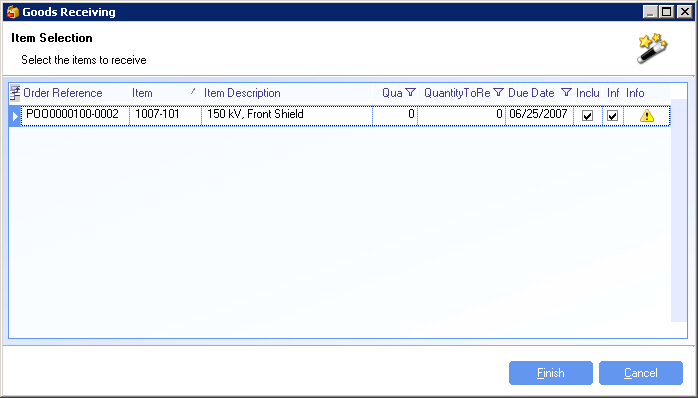 Goods Receiving
Item Selection
Select the items to receive
Order Reference Item Item Description Qua QuantityToRe Due Date Inclu Inf Info
POO0000100-0002 1007-101 150 kV, Front Shield 0 0 06/25/2007
Finish Cancel